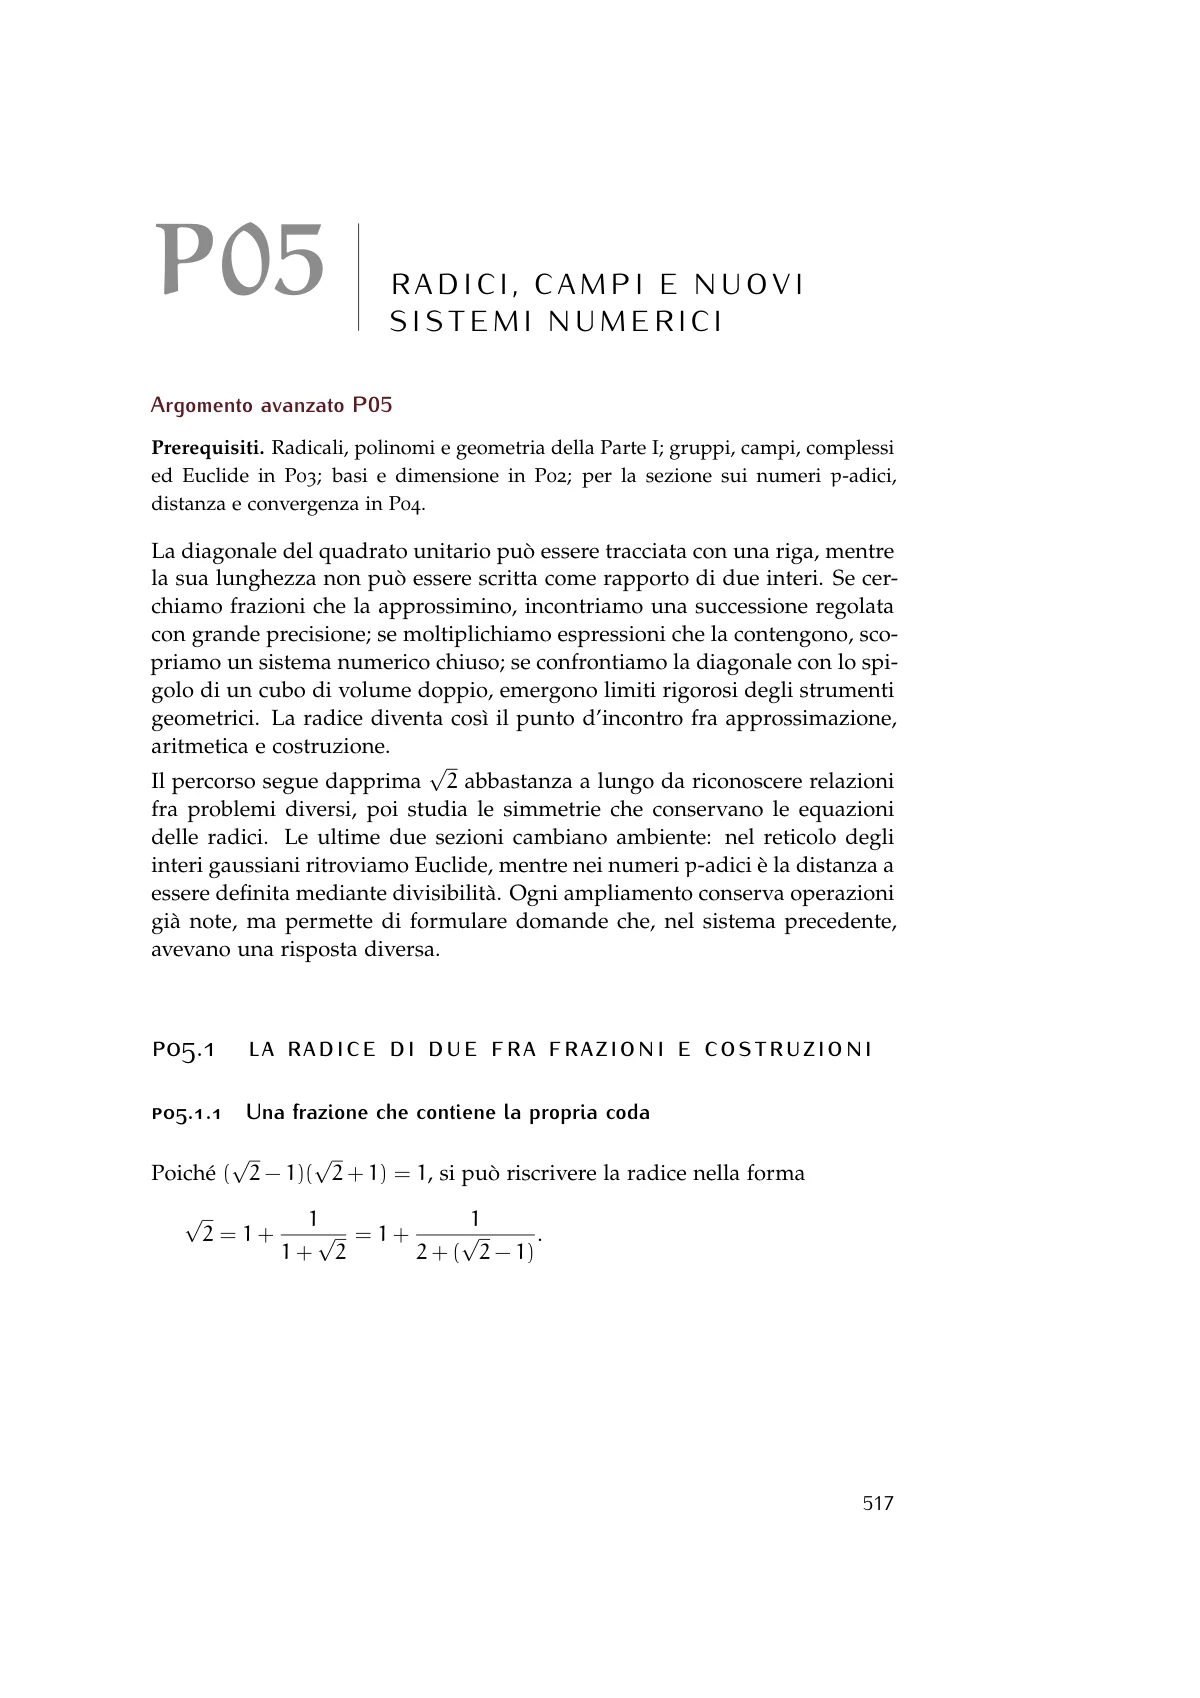 P05
RADICI, CAMPI E NUOVI
SISTEMI NUMERICI
Argomento avanzato P05
Prerequisiti. Radicali, polinomi e geometria della Parte I; gruppi, campi, complessi
ed Euclide in P03; basi e dimensione in P02; per la sezione sui numeri p-adici,
distanza e convergenza in P04.
La diagonale del quadrato unitario può essere tracciata con una riga, mentre
la sua lunghezza non può essere scritta come rapporto di due interi. Se cer-
chiamo frazioni che la approssimino, incontriamo una successione regolata
con grande precisione; se moltiplichiamo espressioni che la contengono, sco-
priamo un sistema numerico chiuso; se confrontiamo la diagonale con lo spi-
golo di un cubo di volume doppio, emergono limiti rigorosi degli strumenti
geometrici. La radice diventa così il punto d'incontro fra approssimazione,
aritmetica e costruzione.
Il percorso segue dapprima √2 abbastanza a lungo da riconoscere relazioni
fra problemi diversi, poi studia le simmetrie che conservano le equazioni
delle radici. Le ultime due sezioni cambiano ambiente: nel reticolo degli
interi gaussiani ritroviamo Euclide, mentre nei numeri p-adici è la distanza a
essere definita mediante divisibilità. Ogni ampliamento conserva operazioni
già note, ma permette di formulare domande che, nel sistema precedente,
avevano una risposta diversa.
P05.1 LA RADICE DI DUE FRA FRAZIONI E COSTRUZIONI
P05.1.1 Una frazione che contiene la propria coda
Poiché (√2 − 1)(√2 + 1) = 1, si può riscrivere la radice nella forma
√2 = 1 + 1/(1 + √2) = 1 + 1/(2 + (√2 − 1)).
517